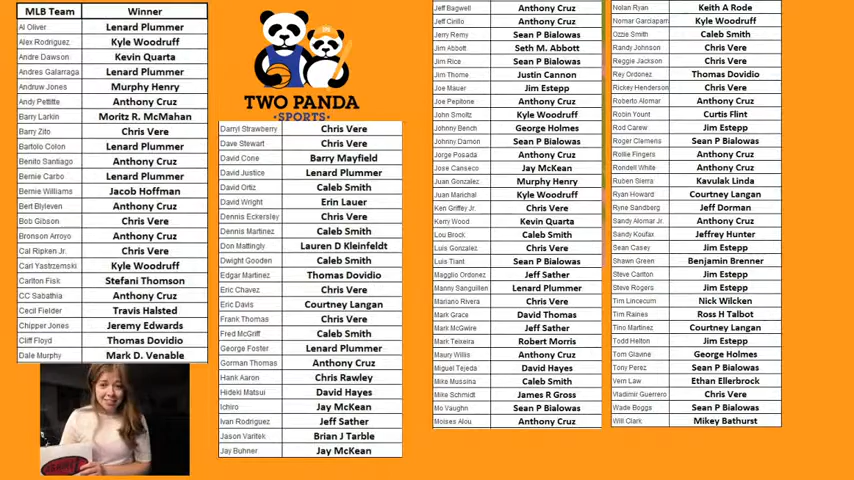 MLB Team Winner
Al Oliver Lenard Plummer
Alex Rodriguez Kyle Woodruff
Andre Dawson Kevin Quarta
Andres Galarraga Lenard Plummer
Andruw Jones Murphy Henry
Andy Pettitte Anthony Cruz
Barry Larkin Moritz R. McMahan
Barry Zito Chris Vere
Bartolo Colon Lenard Plummer
Benito Santiago Anthony Cruz
Bernie Carbo Lenard Plummer
Bernie Williams Jacob Hoffman
Bert Blyleven Anthony Cruz
Bob Gibson Chris Vere
Bronson Arroyo Anthony Cruz
Cal Ripken Jr. Chris Vere
Carl Yastrzemski Kyle Woodruff
Carlton Fisk Stefani Thomson
CC Sabathia Anthony Cruz
Cecil Fielder Travis Halsted
Chipper Jones Jeremy Edwards
Cliff Floyd Thomas Dovidio
Dale Murphy Mark D. Venable
TWO PANDA
SPORTS
Darryl Strawberry Chris Vere
Dave Stewart Chris Vere
David Cone Barry Mayfield
David Justice Lenard Plummer
David Ortiz Caleb Smith
David Wright Erin Lauer
Dennis Eckersley Chris Vere
Dennis Martinez Caleb Smith
Don Mattingly Lauren D Kleinfeldt
Dwight Gooden Caleb Smith
Edgar Martinez Thomas Dovidio
Eric Chavez Chris Vere
Eric Davis Courtney Langan
Frank Thomas Chris Vere
Fred McGriff Caleb Smith
George Foster Lenard Plummer
Gorman Thomas Anthony Cruz
Hank Aaron Chris Rawley
Hideki Matsui David Hayes
Ichiro Jay McKean
Ivan Rodriguez Jeff Sather
Jason Varitek Brian J Tarble
Jay Buhner Jay McKean
Jeff Bagwell Anthony Cruz
Jeff Cirillo Anthony Cruz
Jerry Remy Sean P Bialowas
Jim Abbott Seth M. Abbott
Jim Rice Sean P Bialowas
Jim Thome Justin Cannon
Joe Mauer Jim Estepp
Joe Pepitone Anthony Cruz
John Smoltz Kyle Woodruff
Johnny Bench George Holmes
Johnny Damon Sean P Bialowas
Jorge Posada Anthony Cruz
Jose Canseco Jay McKean
Juan Gonzalez Murphy Henry
Juan Marichal Kyle Woodruff
Ken Griffey Jr. Chris Vere
Kerry Wood Kevin Quarta
Lou Brock Caleb Smith
Luis Gonzalez Chris Vere
Luis Tiant Sean P Bialowas
Magglio Ordonez Jeff Sather
Manny Sanguillen Lenard Plummer
Mariano Rivera Chris Vere
Mark Grace David Thomas
Mark McGwire Jeff Sather
Mark Teixeira Robert Morris
Maury Willis Anthony Cruz
Miguel Tejeda David Hayes
Mike Mussina Caleb Smith
Mike Schmidt James R Gross
Mo Vaughn Sean P Bialowas
Moises Alou Anthony Cruz
Nolan Ryan Keith A Rode
Nomar Garciaparr Kyle Woodruff
Ozzie Smith Caleb Smith
Randy Johnson Chris Vere
Reggie Jackson Chris Vere
Rey Ordonez Thomas Dovidio
Rickey Henderson Chris Vere
Roberto Alomar Anthony Cruz
Robin Yount Curtis Flint
Rod Carew Jim Estepp
Roger Clemens Sean P Bialowas
Rollie Fingers Anthony Cruz
Rondell White Anthony Cruz
Ruben Sierra Kavulak Linda
Ryan Howard Courtney Langan
Ryne Sandberg Jeff Dorman
Sandy Alomar Jr. Anthony Cruz
Sandy Koufax Jeffrey Hunter
Sean Casey Jim Estepp
Shawn Green Benjamin Brenner
Steve Carlton Jim Estepp
Steve Rogers Jim Estepp
Tim Lincecum Nick Wilcken
Tim Raines Ross H Talbot
Tino Martinez Courtney Langan
Todd Helton Jim Estepp
Tom Glavine George Holmes
Tony Perez Sean P Bialowas
Vern Law Ethan Ellerbrock
Vladimir Guerrero Chris Vere
Wade Boggs Sean P Bialowas
Will Clark Mikey Bathurst